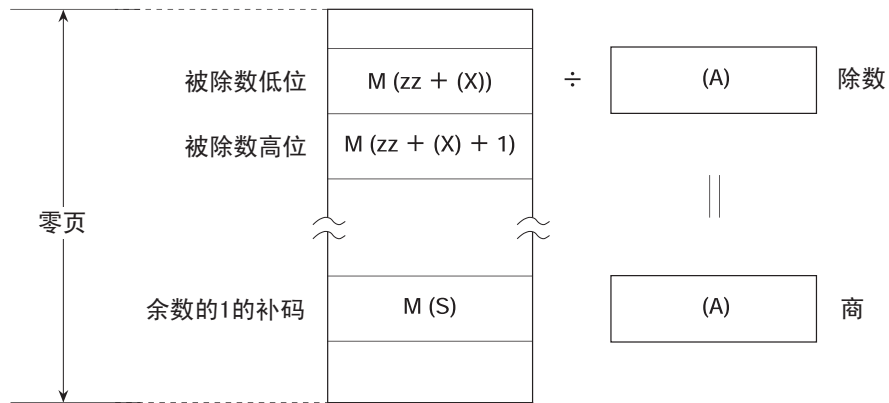 被除数低位 M (zz + (X)) ÷ (A) 除数
被除数高位 M (zz + (X) + 1)
零页
余数的1的补码 M (S) (A) 商